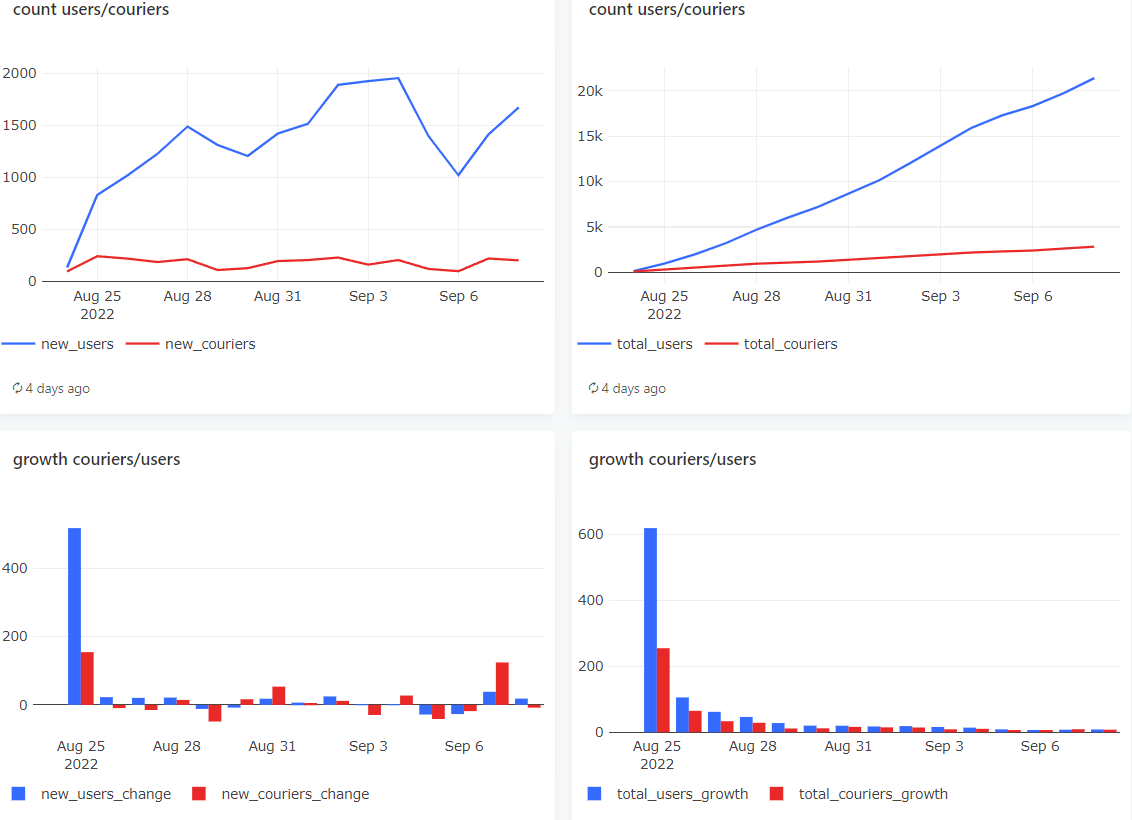 count users/couriers
2000
1500
1000
500
0
Aug 25
2022
Aug 28
Aug 31
Sep 3
Sep 6
new_users
new_couriers
4 days ago
count users/couriers
20k
15k
10k
5k
0
Aug 25
2022
Aug 28
Aug 31
Sep 3
Sep 6
total_users
total_couriers
4 days ago
growth couriers/users
400
200
0
Aug 25
2022
Aug 28
Aug 31
Sep 3
Sep 6
new_users_change
new_couriers_change
growth couriers/users
600
400
200
0
Aug 25
2022
Aug 28
Aug 31
Sep 3
Sep 6
total_users_growth
total_couriers_growth